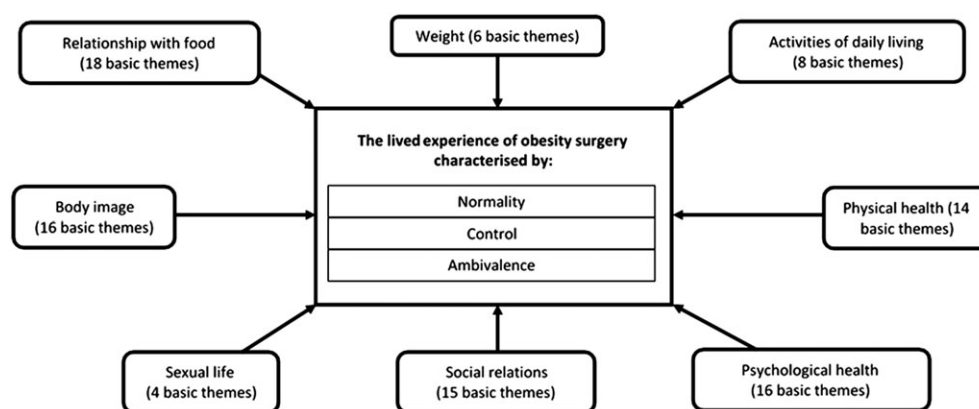 Relationship with food
(18 basic themes)
Weight (6 basic themes)
Activities of daily living
(8 basic themes)
The lived experience of obesity surgery
characterised by:
Normality
Control
Ambivalence
Body image
(16 basic themes)
Physical health (14
basic themes)
Sexual life
(4 basic themes)
Social relations
(15 basic themes)
Psychological health
(16 basic themes)